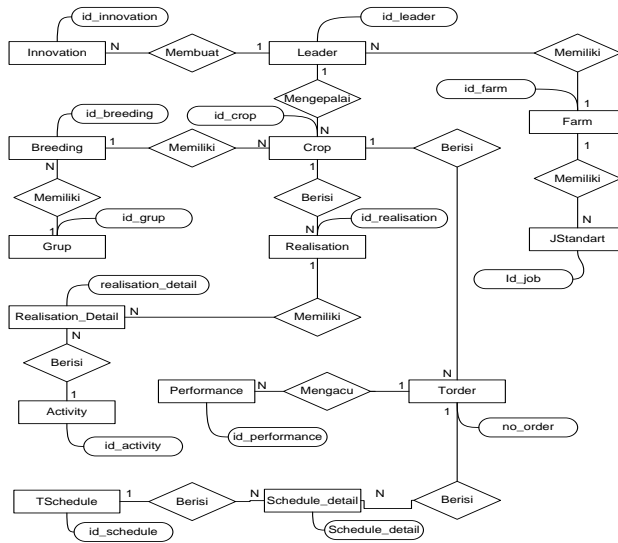 id_innovation
id_leader
Innovation
N
Membuat
1
Leader
N
Memiliki
1
Mengepalai
id_farm
id_breeding
id_crop
1
Farm
N
Breeding
1
Memiliki
N
Crop
1
Berisi
1
N
1
Memiliki
id_grup
Berisi
id_realisation
Memiliki
1
Grup
N
Realisation
N
JStandart
1
realisation_detail
Id_job
Realisation_Detail
N
Memiliki
N
Berisi
N
1
Performance
N
Mengacu
1
Torder
Activity
1
id_activity
id_performance
no_order
TSchedule
1
Berisi
N
Schedule_detail
N
Berisi
id_schedule
Schedule_detail